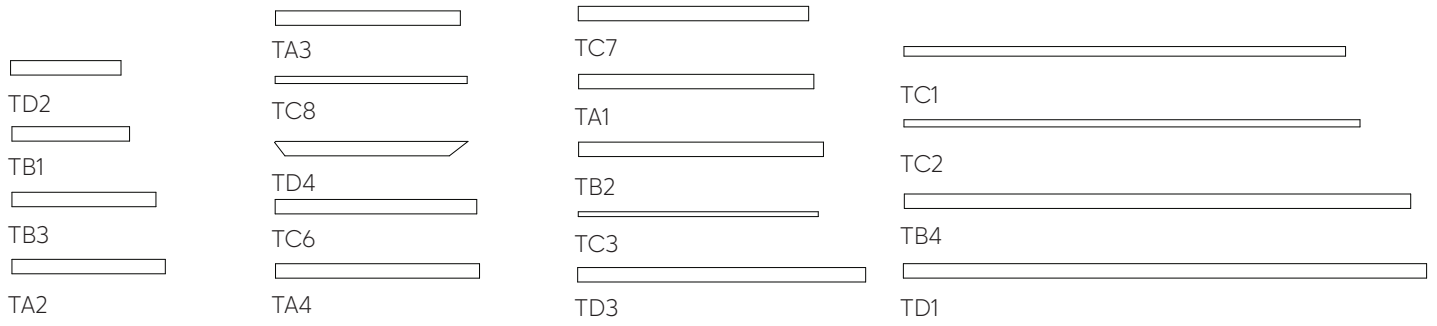 TD2
TB1
TB3
TA2
TA3
TC8
TD4
TC6
TA4
TC7
TA1
TB2
TC3
TD3
TC1
TC2
TB4
TD1